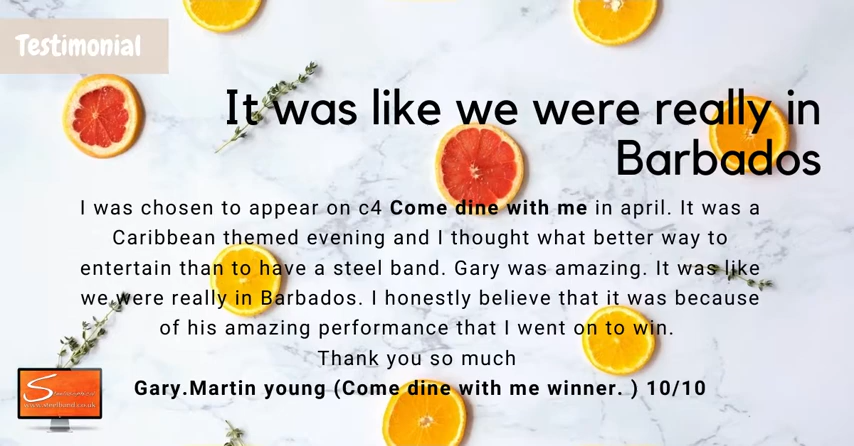 Testimonial
It was like we were really in
Barbados
I was chosen to appear on c4 Come dine with me in april. It was a
Caribbean themed evening and I thought what better way to
entertain than to have a steel band. Gary was amazing. It was like
we were really in Barbados. I honestly believe that it was because
of his amazing performance that I went on to win.
Thank you so much
Gary.Martin young (Come dine with me winner. ) 10/10
www.steelband.co.uk